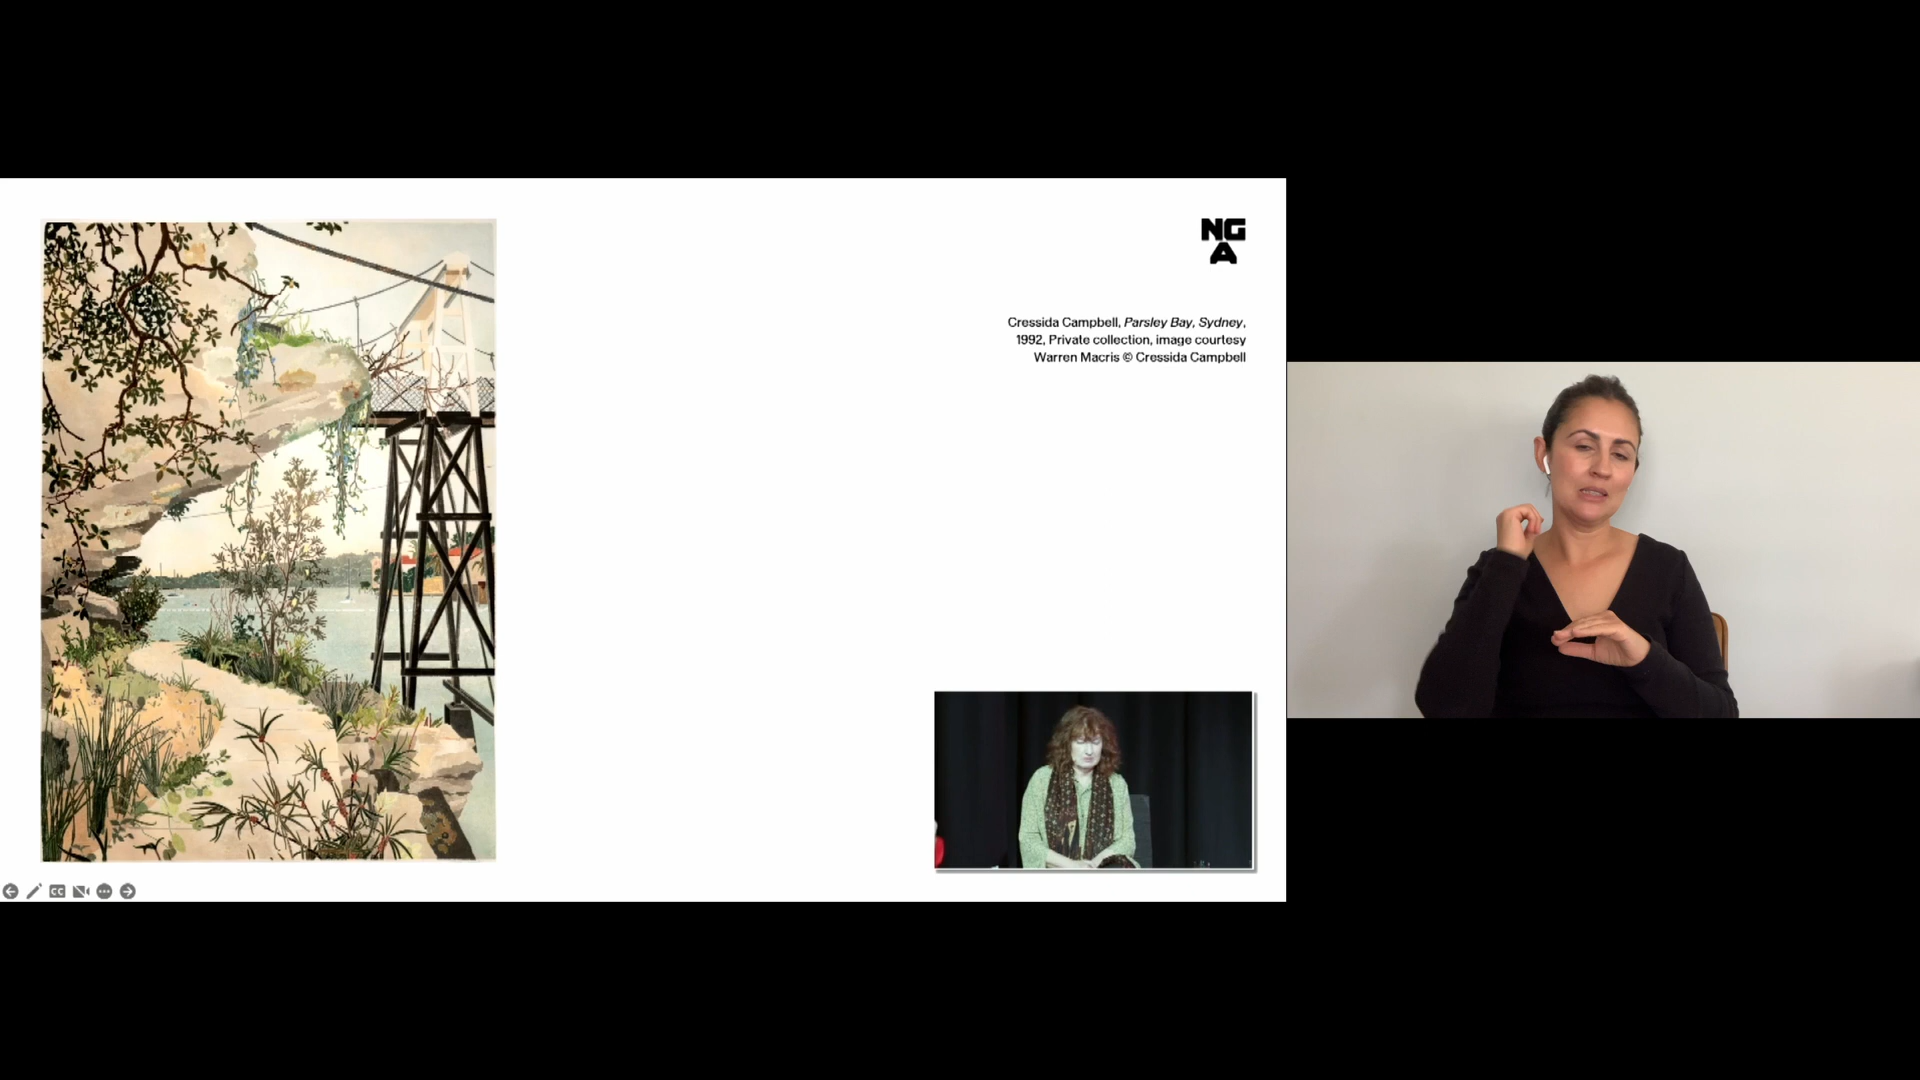 NG
A
Cressida Campbell, Parsley Bay, Sydney,
1992, Private collection, image courtesy
Warren Macris © Cressida Campbell
CC